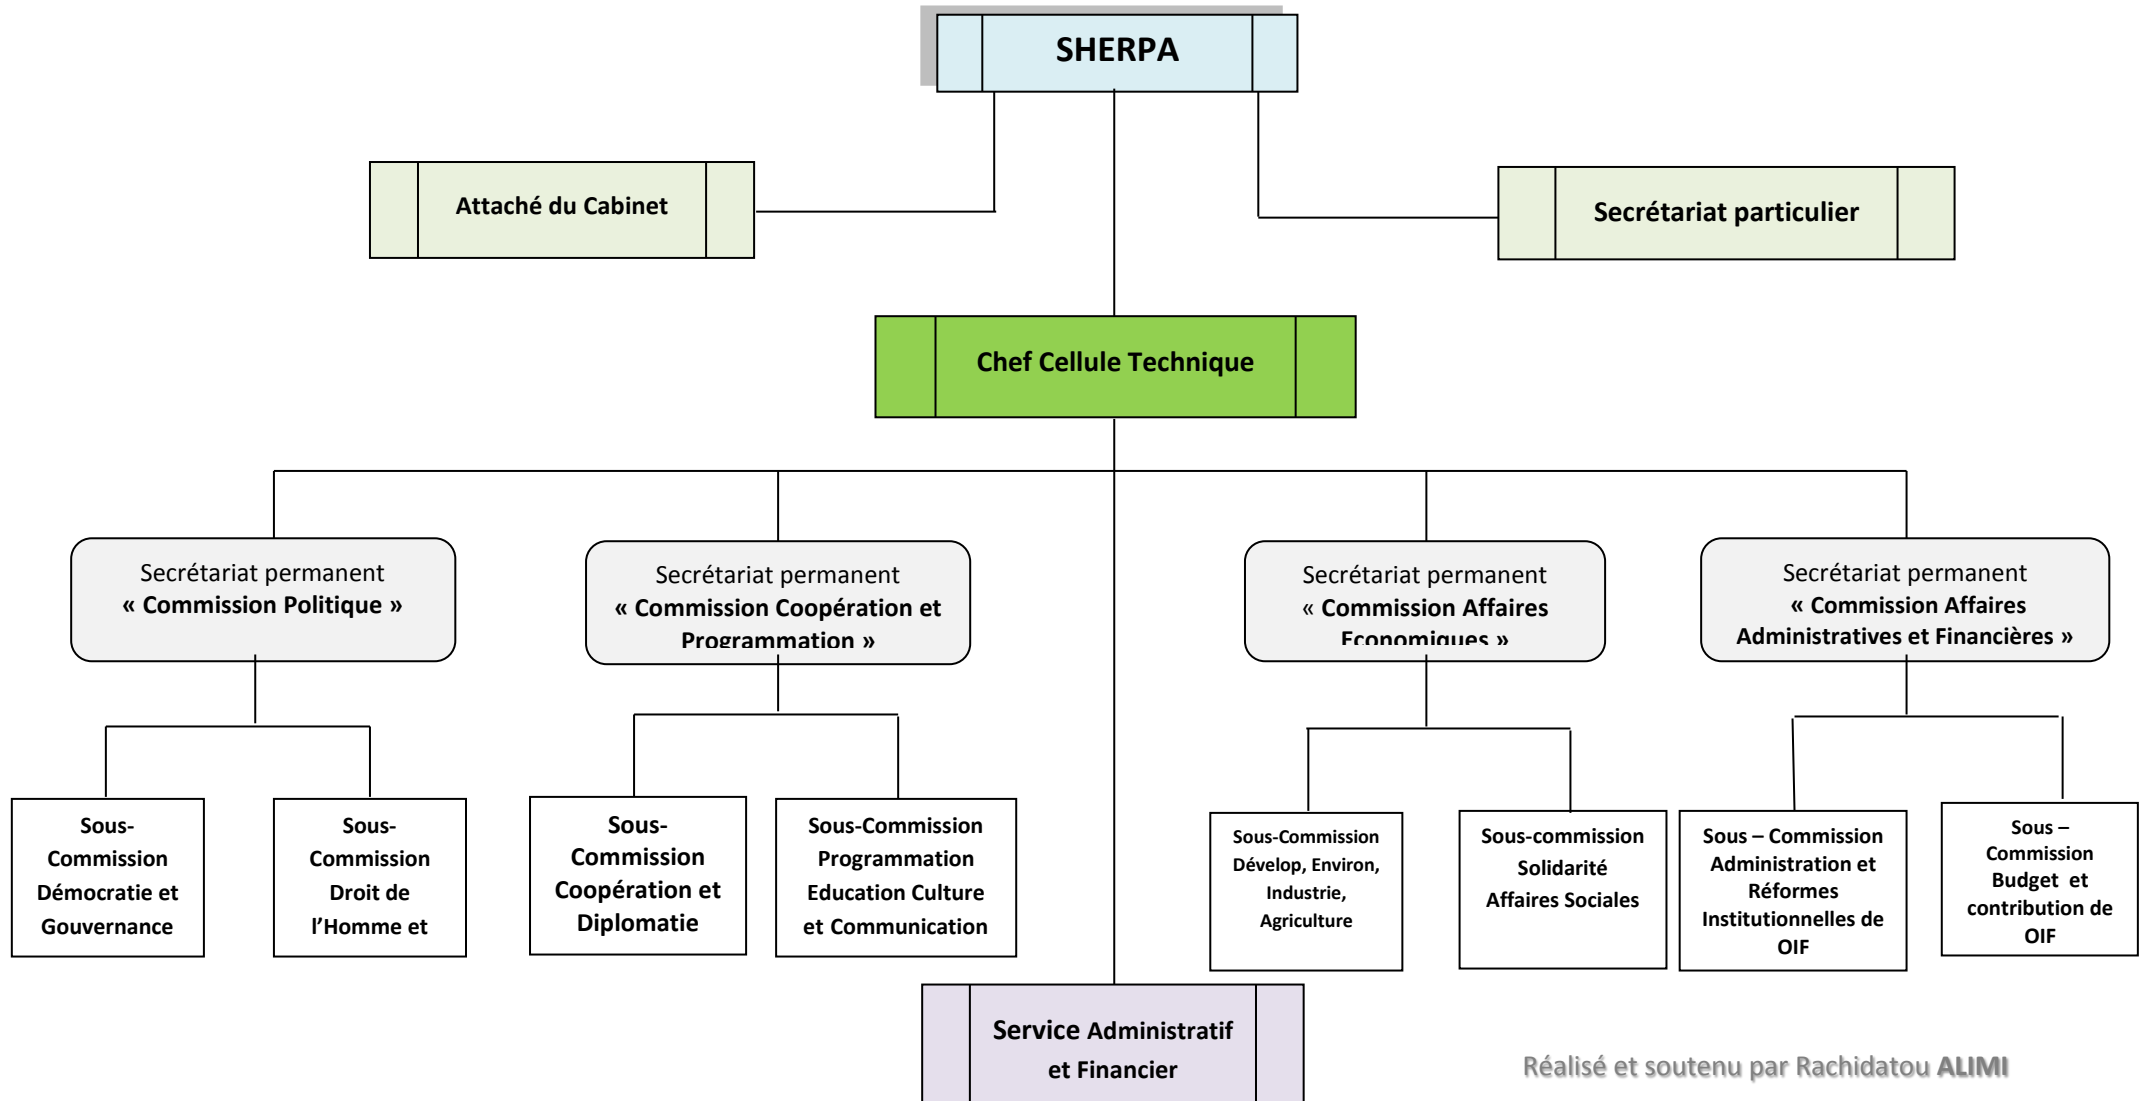 SHERPA
Attaché du Cabinet
Secrétariat particulier
Chef Cellule Technique
Secrétariat permanent
« Commission Politique »
Secrétariat permanent
« Commission Coopération et
Programmation »
Secrétariat permanent
« Commission Affaires
Economiques »
Secrétariat permanent
« Commission Affaires
Administratives et Financières »
Sous-
Commission
Démocratie et
Gouvernance
Sous-
Commission
Droit de
l’Homme et
Sous-
Commission
Coopération et
Diplomatie
Sous-Commission
Programmation
Education Culture
et Communication
Sous-Commission
Dévelop, Environ,
Industrie,
Agriculture
Sous-commission
Solidarité
Affaires Sociales
Sous – Commission
Administration et
Réformes
Institutionnelles de
OIF
Sous –
Commission
Budget et
contribution de
OIF
Service Administratif
et Financier
Réalisé et soutenu par Rachidatou ALIMI